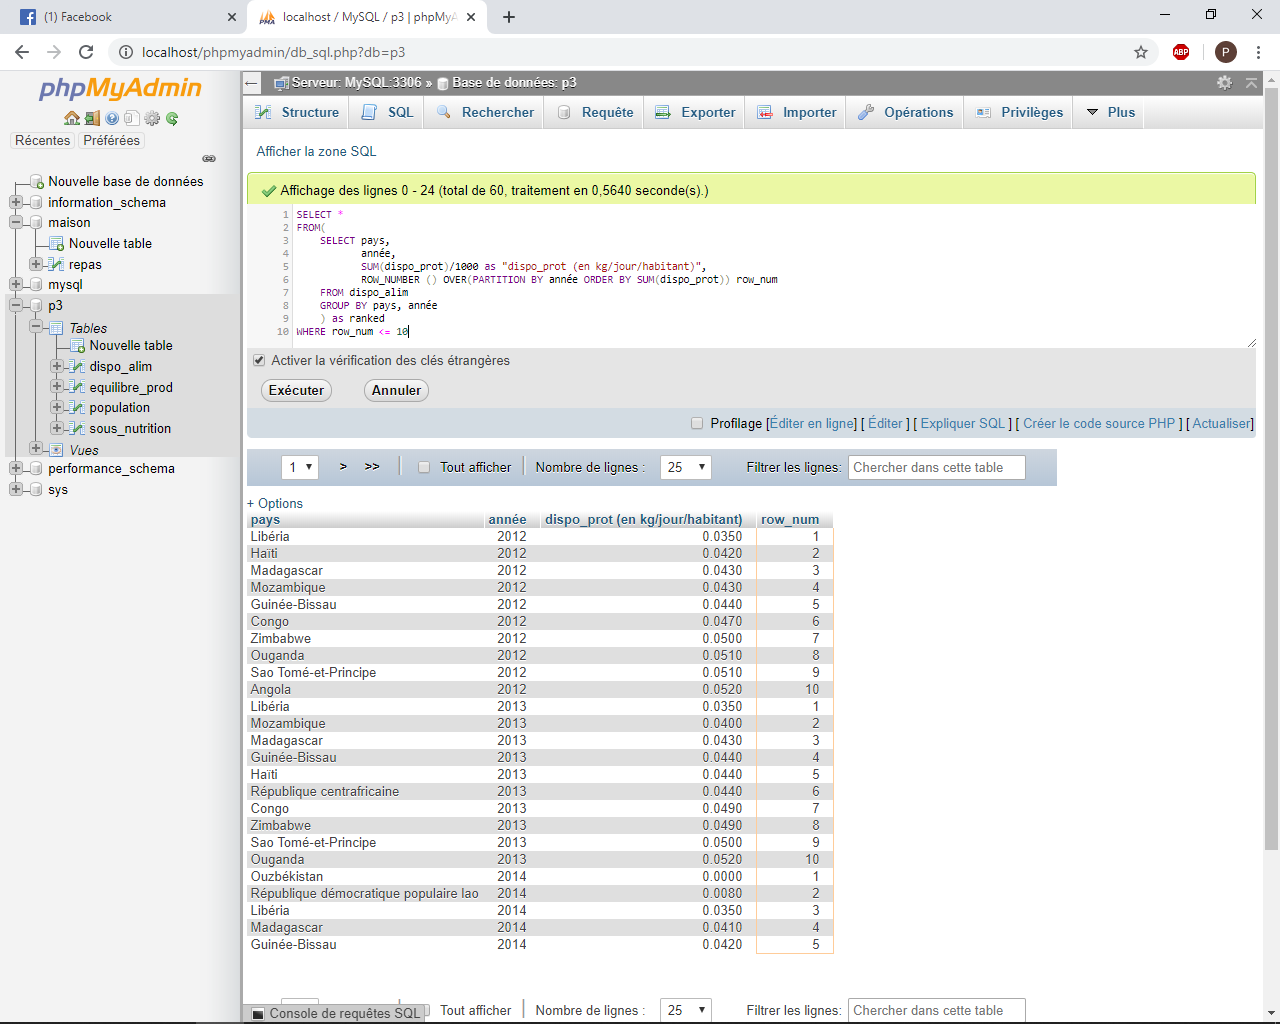 (1) Facebook
localhost / MySQL / p3 | phpMyA
localhost/phpmyadmin/db_sql.php?db=p3
ABP
P
phpMyAdmin
Récentes Préférées
Nouvelle base de données
information_schema
maison
Nouvelle table
repas
mysql
p3
Tables
Nouvelle table
dispo_alim
equilibre_prod
population
sous_nutrition
Vues
performance_schema
sys
Serveur: MySQL:3306 » Base de données: p3
Structure SQL Rechercher Requête Exporter Importer Opérations Privilèges Plus
Afficher la zone SQL
Affichage des lignes 0 - 24 (total de 60, traitement en 0,5640 seconde(s).)
1 SELECT *
2 FROM(
3 SELECT pays,
4 année,
5 SUM(dispo_prot)/1000 as "dispo_prot (en kg/jour/habitant)",
6 ROW_NUMBER () OVER(PARTITION BY année ORDER BY SUM(dispo_prot)) row_num
7 FROM dispo_alim
8 GROUP BY pays, année
9 ) as ranked
10 WHERE row_num <= 10
Activer la vérification des clés étrangères
Exécuter Annuler
Profilage [Éditer en ligne] [ Éditer ] [ Expliquer SQL ] [ Créer le code source PHP ] [ Actualiser]
1 > >> Tout afficher Nombre de lignes : 25 Filtrer les lignes: Chercher dans cette table
+ Options
pays année dispo_prot (en kg/jour/habitant) row_num
Libéria 2012 0.0350 1
Haïti 2012 0.0420 2
Madagascar 2012 0.0430 3
Mozambique 2012 0.0430 4
Guinée-Bissau 2012 0.0440 5
Congo 2012 0.0470 6
Zimbabwe 2012 0.0500 7
Ouganda 2012 0.0510 8
Sao Tomé-et-Principe 2012 0.0510 9
Angola 2012 0.0520 10
Libéria 2013 0.0350 1
Mozambique 2013 0.0400 2
Madagascar 2013 0.0430 3
Guinée-Bissau 2013 0.0440 4
Haïti 2013 0.0440 5
République centrafricaine 2013 0.0440 6
Congo 2013 0.0490 7
Zimbabwe 2013 0.0490 8
Sao Tomé-et-Principe 2013 0.0500 9
Ouganda 2013 0.0520 10
Ouzbékistan 2014 0.0000 1
République démocratique populaire lao 2014 0.0080 2
Libéria 2014 0.0350 3
Madagascar 2014 0.0410 4
Guinée-Bissau 2014 0.0420 5
Tout afficher Nombre de lignes : 25 Filtrer les lignes: Chercher dans cette table
Console de requêtes SQL